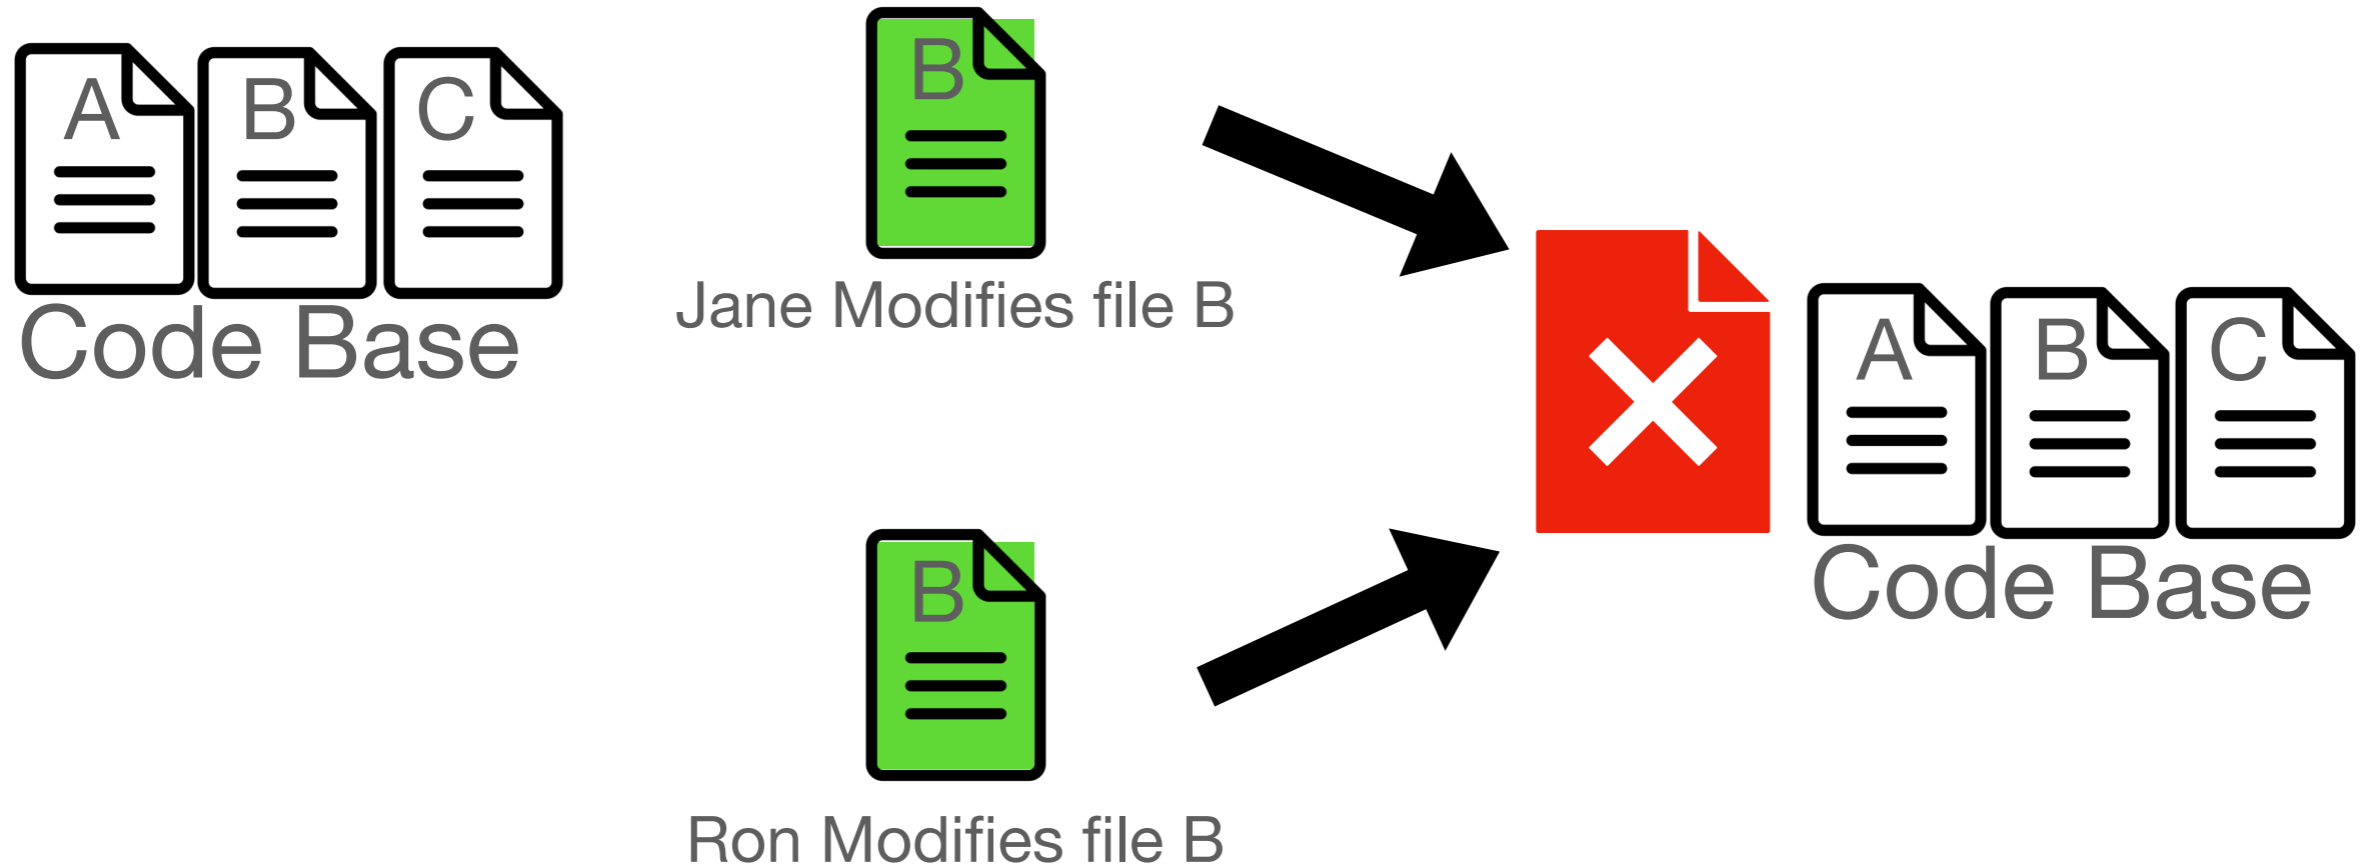 A B C
Code Base
B
Jane Modifies file B
B
Ron Modifies file B
A B C
Code Base